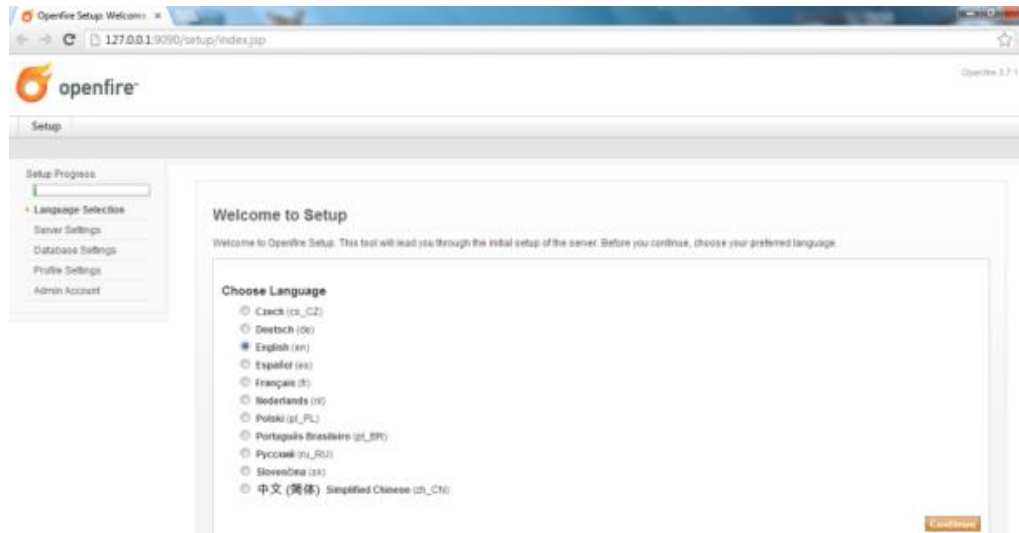 Openfire Setup: Welcome
127.0.0.1:9090/setup/index.jsp
openfire
Openfire 3.7.1
Setup
Setup Progress
Language Selection
Server Settings
Database Settings
Profile Settings
Admin Account
Welcome to Setup
Welcome to Openfire Setup. This tool will lead you through the initial setup of the server. Before you continue, choose your preferred language.
Choose Language
Czech (cs_CZ)
Deutsch (de)
English (en)
Español (es)
Français (fr)
Nederlands (nl)
Polski (pl_PL)
Português Brasileiro (pt_BR)
Русский (ru_RU)
Slovenčina (sk)
中文 (简体) Simplified Chinese (zh_CN)
Continue